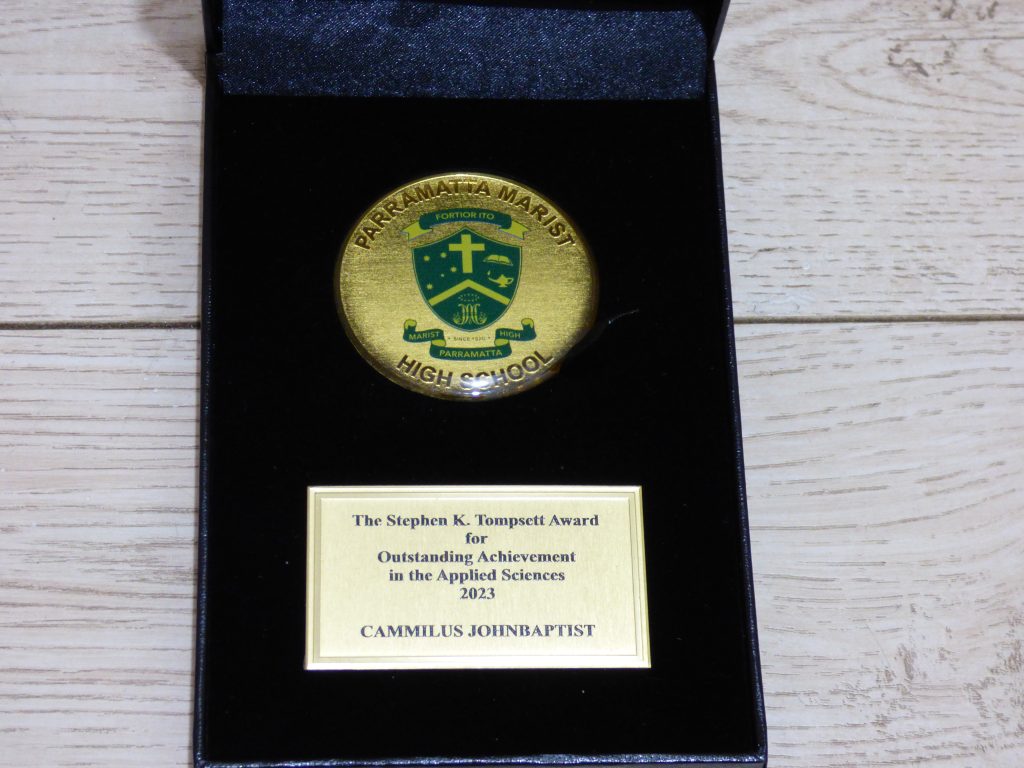 PARRAMATTA MARIST
FORTIOR ITO
MARIST
HIGH
PARRAMATTA
HIGH SCHOOL
The Stephen K. Tompsett Award
for
Outstanding Achievement
in the Applied Sciences
2023
CAMMILUS JOHNBAPTIST